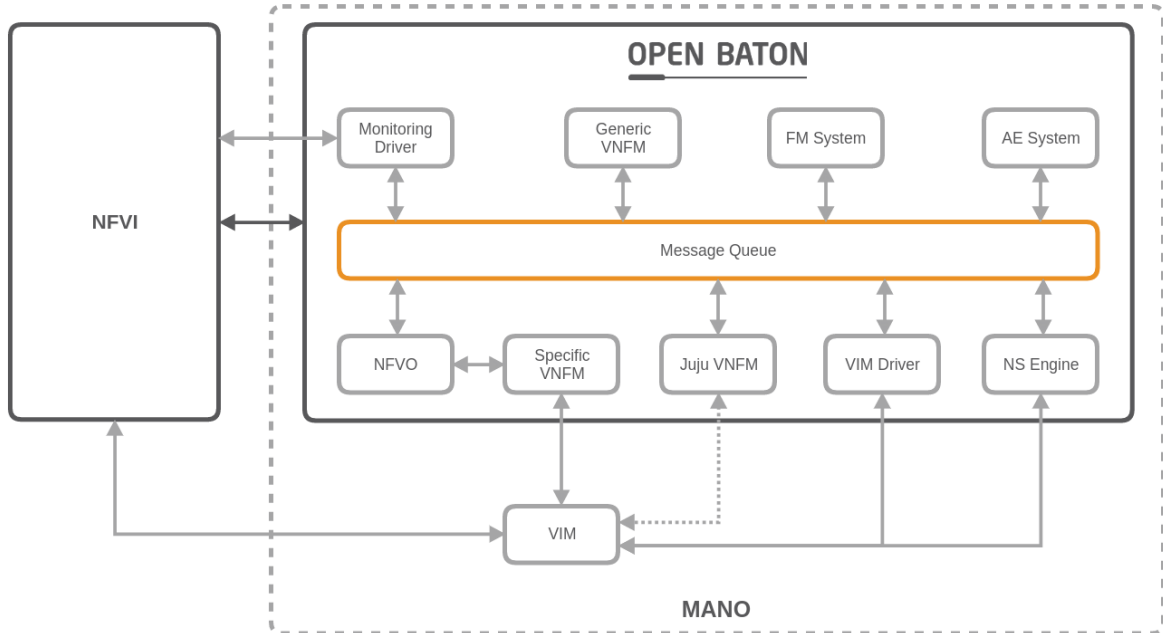 OPEN BATON
Monitoring
Driver
Generic
VNFM
FM System
AE System
NFVI
Message Queue
NFVO
Specific
VNFM
Juju VNFM
VIM Driver
NS Engine
VIM
MANO